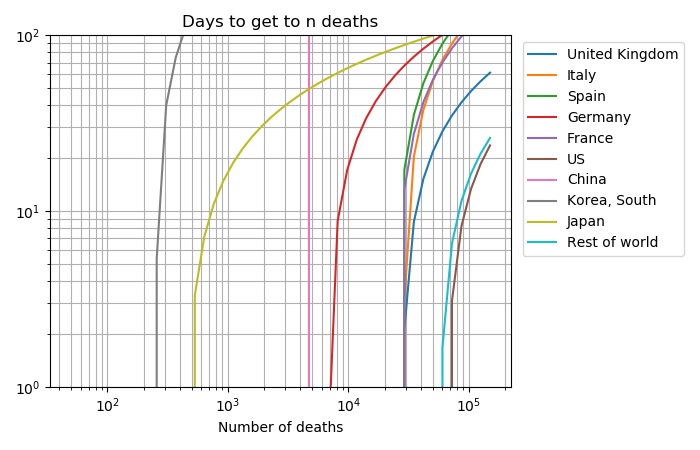 Days to get to n deaths
10²
10¹
10⁰
10² 10³ 10⁴ 10⁵
Number of deaths
United Kingdom
Italy
Spain
Germany
France
US
China
Korea, South
Japan
Rest of world